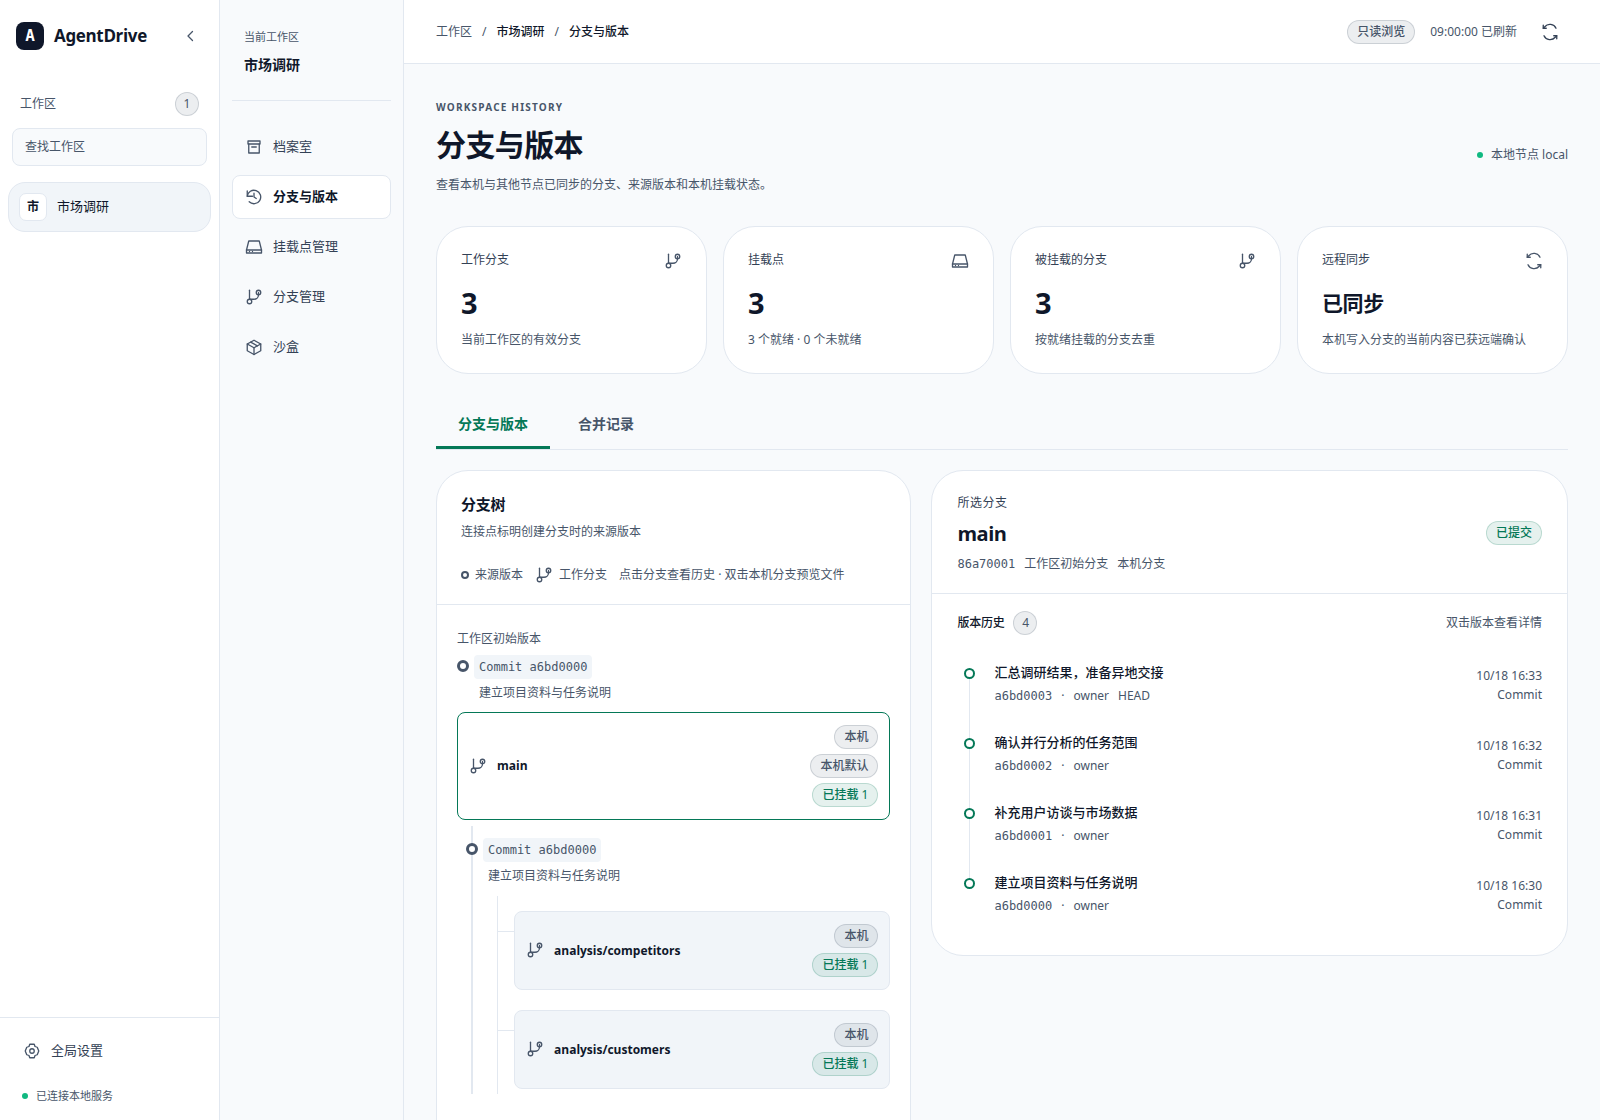 A AgentDrive
工作区 1
查找工作区
市 市场调研
全局设置
已连接本地服务
当前工作区
市场调研
档案室
分支与版本
挂载点管理
分支管理
沙盒
工作区 / 市场调研 / 分支与版本
只读浏览 09:00:00 已刷新
WORKSPACE HISTORY
分支与版本
查看本机与其他节点已同步的分支、来源版本和本机挂载状态。
本地节点 local
工作分支
3
当前工作区的有效分支
挂载点
3
3 个就绪 · 0 个未就绪
被挂载的分支
3
按就绪挂载的分支去重
远程同步
已同步
本机写入分支的当前内容已获远端确认
分支与版本 合并记录
分支树
连接点标明创建分支时的来源版本
来源版本 工作分支 点击分支查看历史 · 双击本机分支预览文件
工作区初始版本
Commit a6bd0000
建立项目资料与任务说明
main
本机
本机默认
已挂载 1
Commit a6bd0000
建立项目资料与任务说明
analysis/competitors
本机
已挂载 1
analysis/customers
本机
已挂载 1
所选分支
main
已提交
86a70001 工作区初始分支 本机分支
版本历史 4
双击版本查看详情
汇总调研结果，准备异地交接
a6bd0003 · owner HEAD
10/18 16:33
Commit
确认并行分析的任务范围
a6bd0002 · owner
10/18 16:32
Commit
补充用户访谈与市场数据
a6bd0001 · owner
10/18 16:31
Commit
建立项目资料与任务说明
a6bd0000 · owner
10/18 16:30
Commit